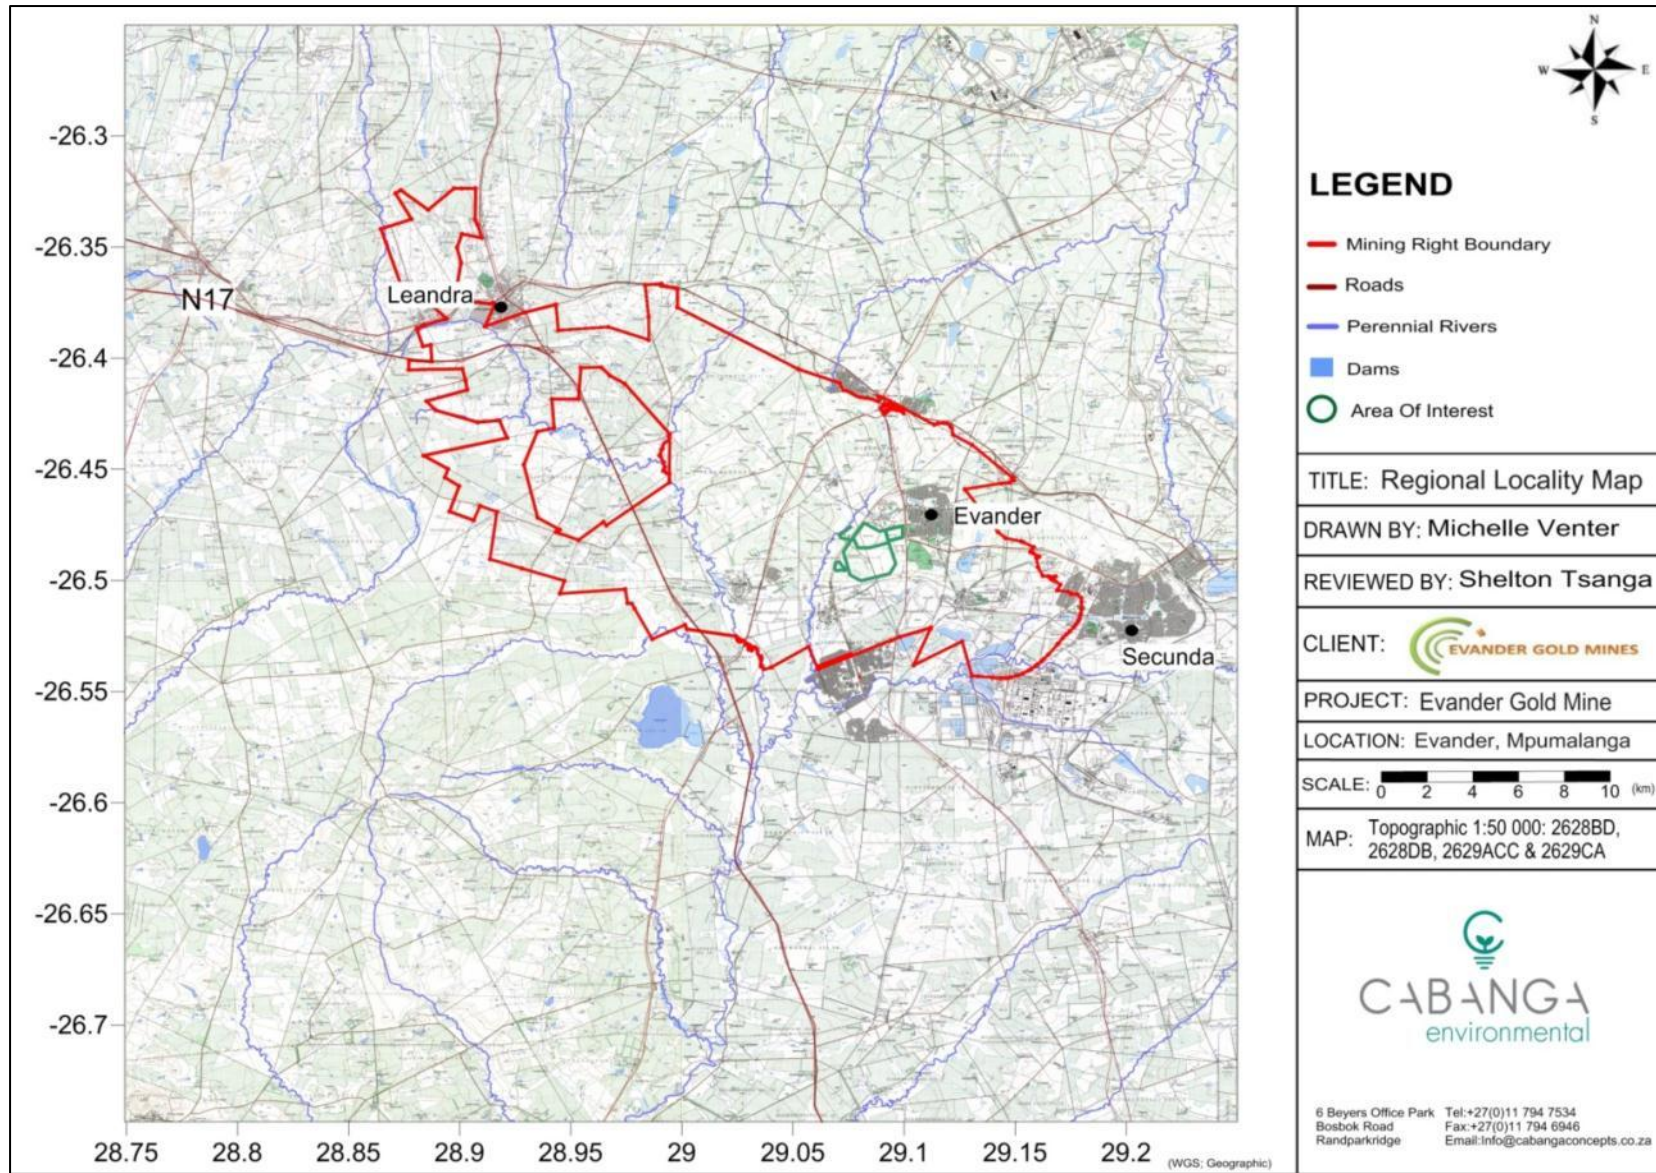 -26.3
-26.35
-26.4
-26.45
-26.5
-26.55
-26.6
-26.65
-26.7
28.75 28.8 28.85 28.9 28.95 29 29.05 29.1 29.15 29.2
(WGS: Geographic)
N17
Leandra
Evander
Secunda
N
W E
S
LEGEND
Mining Right Boundary
Roads
Perennial Rivers
Dams
Area Of Interest
TITLE: Regional Locality Map
DRAWN BY: Michelle Venter
REVIEWED BY: Shelton Tsanga
CLIENT: EVANDER GOLD MINES
PROJECT: Evander Gold Mine
LOCATION: Evander, Mpumalanga
SCALE: 0 2 4 6 8 10 (km)
MAP: Topographic 1:50 000: 2628BD,
2628DB, 2629ACC & 2629CA
CABANGA
environmental
6 Beyers Office Park Tel:+27(0)11 794 7534
Bosbok Road Fax:+27(0)11 794 6946
Randparkridge Email:Info@cabangaconcepts.co.za